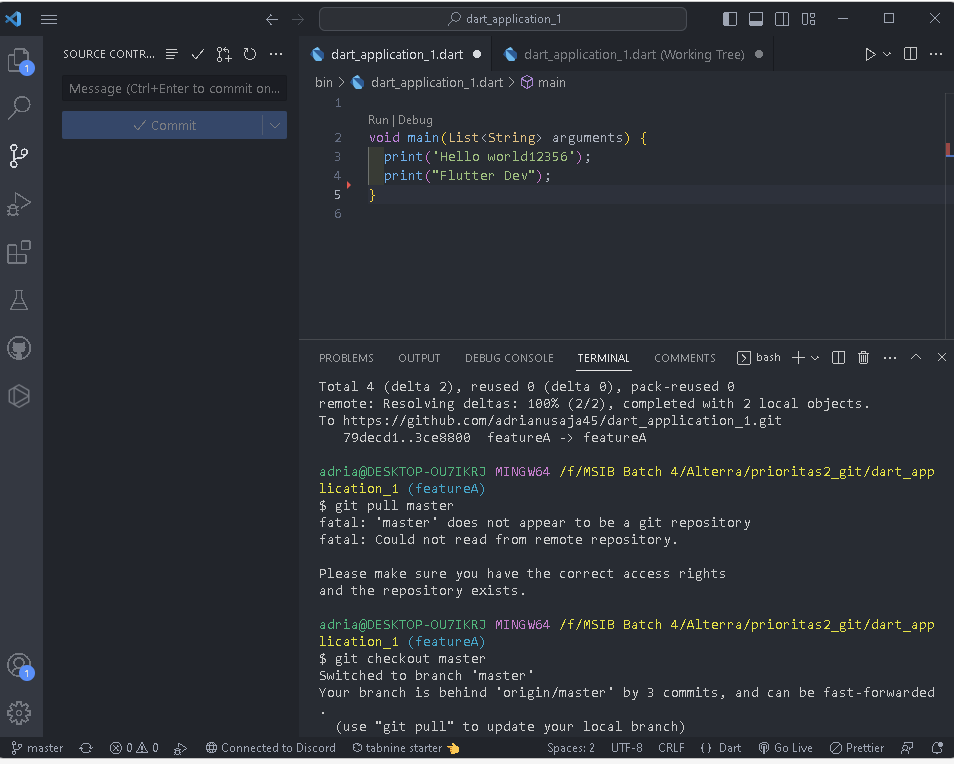 dart_application_1
SOURCE CONTR...
dart_application_1.dart
dart_application_1.dart (Working Tree)
1
Message (Ctrl+Enter to commit on...
Commit
bin > dart_application_1.dart > main
1
Run | Debug
2 void main(List<String> arguments) {
3 print('Hello world12356');
4 print("Flutter Dev");
5 }
6
PROBLEMS OUTPUT DEBUG CONSOLE TERMINAL COMMENTS bash
Total 4 (delta 2), reused 0 (delta 0), pack-reused 0
remote: Resolving deltas: 100% (2/2), completed with 2 local objects.
To https://github.com/adrianusaja45/dart_application_1.git
79decd1..3ce8800 featureA -> featureA
adria@DESKTOP-OU7IKRJ MINGW64 /f/MSIB Batch 4/Alterra/prioritas2_git/dart_app
lication_1 (featureA)
$ git pull master
fatal: 'master' does not appear to be a git repository
fatal: Could not read from remote repository.
Please make sure you have the correct access rights
and the repository exists.
adria@DESKTOP-OU7IKRJ MINGW64 /f/MSIB Batch 4/Alterra/prioritas2_git/dart_app
lication_1 (featureA)
$ git checkout master
Switched to branch 'master'
Your branch is behind 'origin/master' by 3 commits, and can be fast-forwarded
.
(use "git pull" to update your local branch)
1
master 0 0 Connected to Discord tabnine starter 👈 Spaces: 2 UTF-8 CRLF { } Dart Go Live Prettier